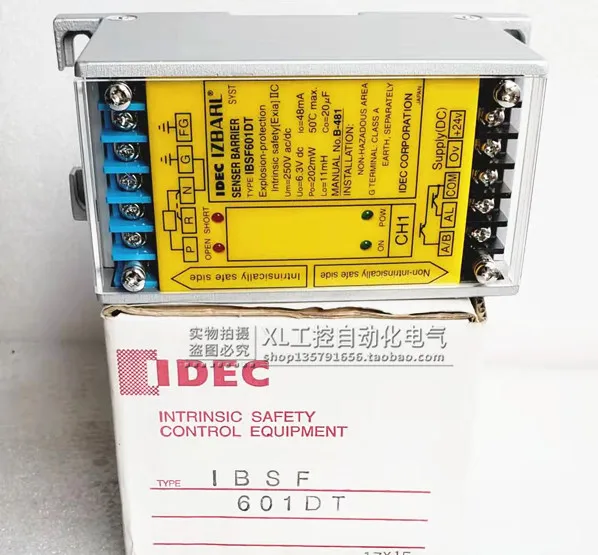 IDEC IZBARL® SYST
SENSER BARRIER
TYPE IBSF601DT
Explosion-protection
Intrinsic safety[Exia]ⅡC
Um=250V ac/dc
Uo=6.3V dc Io=48mA
Po=202mW 50℃ max.
Lo=11mH Co=20μF
MANUAL No.B-481
INSTALLATION:
NON-HAZADOUS AREA
G TERMINAL CLASS A
EARTH, SEPARATELY
IDEC CORPORATION JAPAN
FG
G
N
R
P
SHORT
OPEN
POW
ON
CH1
Supply(DC)
+24v
0v
COM
AL
A/B
Intrinsically safe side
Non-intrinsically safe side
实物拍摄
盗图必究
XL工控自动化电气
shop135791656.taobao.com
IDEC
INTRINSIC SAFETY
CONTROL EQUIPMENT
TYPE IBSF
601DT